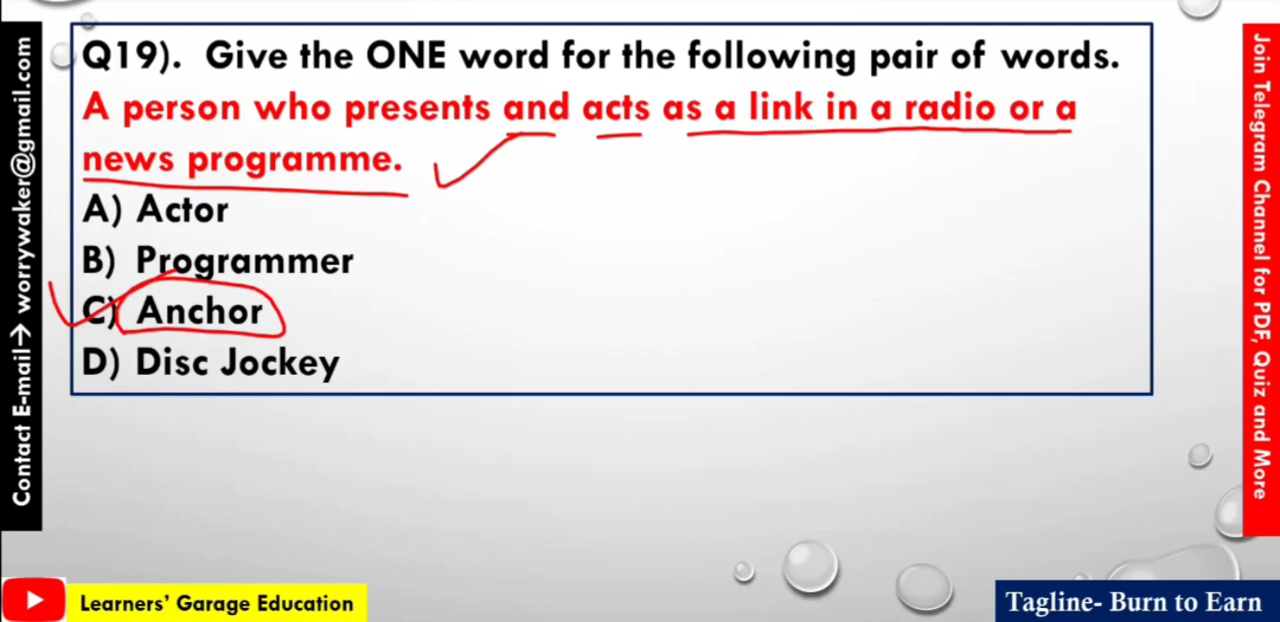 Q19). Give the ONE word for the following pair of words.
A person who presents and acts as a link in a radio or a
news programme.
A) Actor
B) Programmer
C) Anchor
D) Disc Jockey
Contact E-mail→ worrywaker@gmail.com
Join Telegram Channel for PDF, Quiz and More
Learners’ Garage Education
Tagline- Burn to Earn